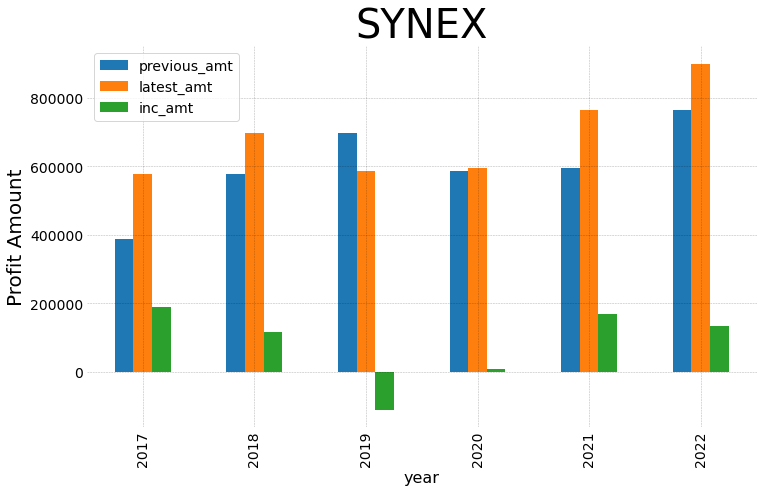 SYNEX
previous_amt
latest_amt
inc_amt
Profit Amount
800000
600000
400000
200000
0
2017
2018
2019
2020
2021
2022
year